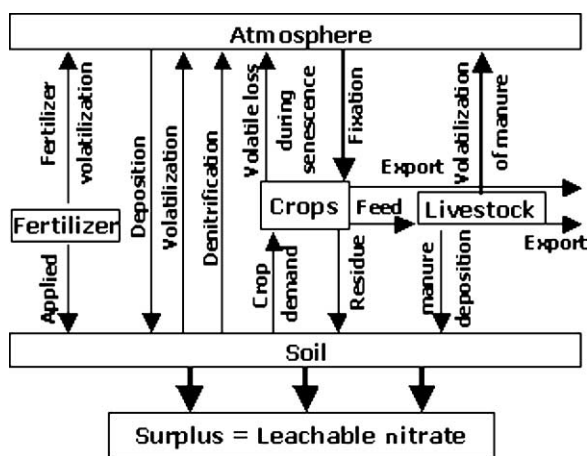 Atmosphere
Fertilizer
volatilization
Deposition
Volatilization
Denitrification
Volatile loss
during
senescence
Fixation
Export
Volatilization
of manure
Fertilizer
Crops
Feed
Livestock
Export
Applied
Crop
demand
Residue
manure
deposition
Soil
Surplus = Leachable nitrate